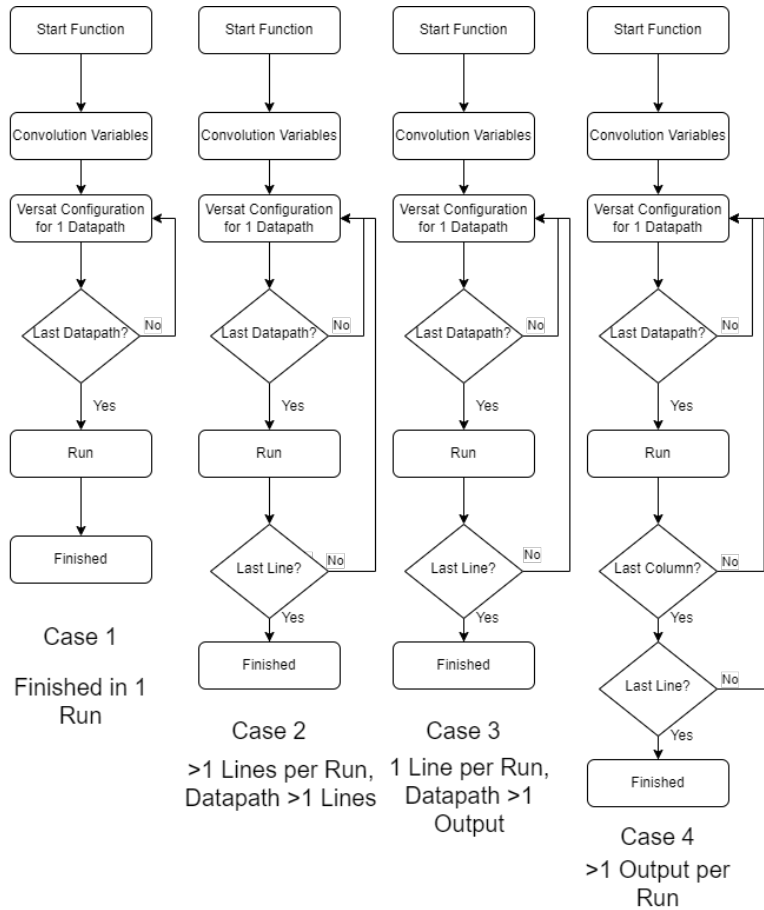 Start Function
Convolution Variables
Versat Configuration
for 1 Datapath
Last Datapath?
No
Yes
Run
Finished
Case 1
Finished in 1
Run
Start Function
Convolution Variables
Versat Configuration
for 1 Datapath
Last Datapath?
No
Yes
Run
Last Line?
No
Yes
Finished
Case 2
>1 Lines per Run,
Datapath >1 Lines
Start Function
Convolution Variables
Versat Configuration
for 1 Datapath
Last Datapath?
No
Yes
Run
Last Line?
No
Yes
Finished
Case 3
1 Line per Run,
Datapath >1
Output
Start Function
Convolution Variables
Versat Configuration
for 1 Datapath
Last Datapath?
No
Yes
Run
Last Column?
No
Yes
Last Line?
No
Yes
Finished
Case 4
>1 Output per
Run